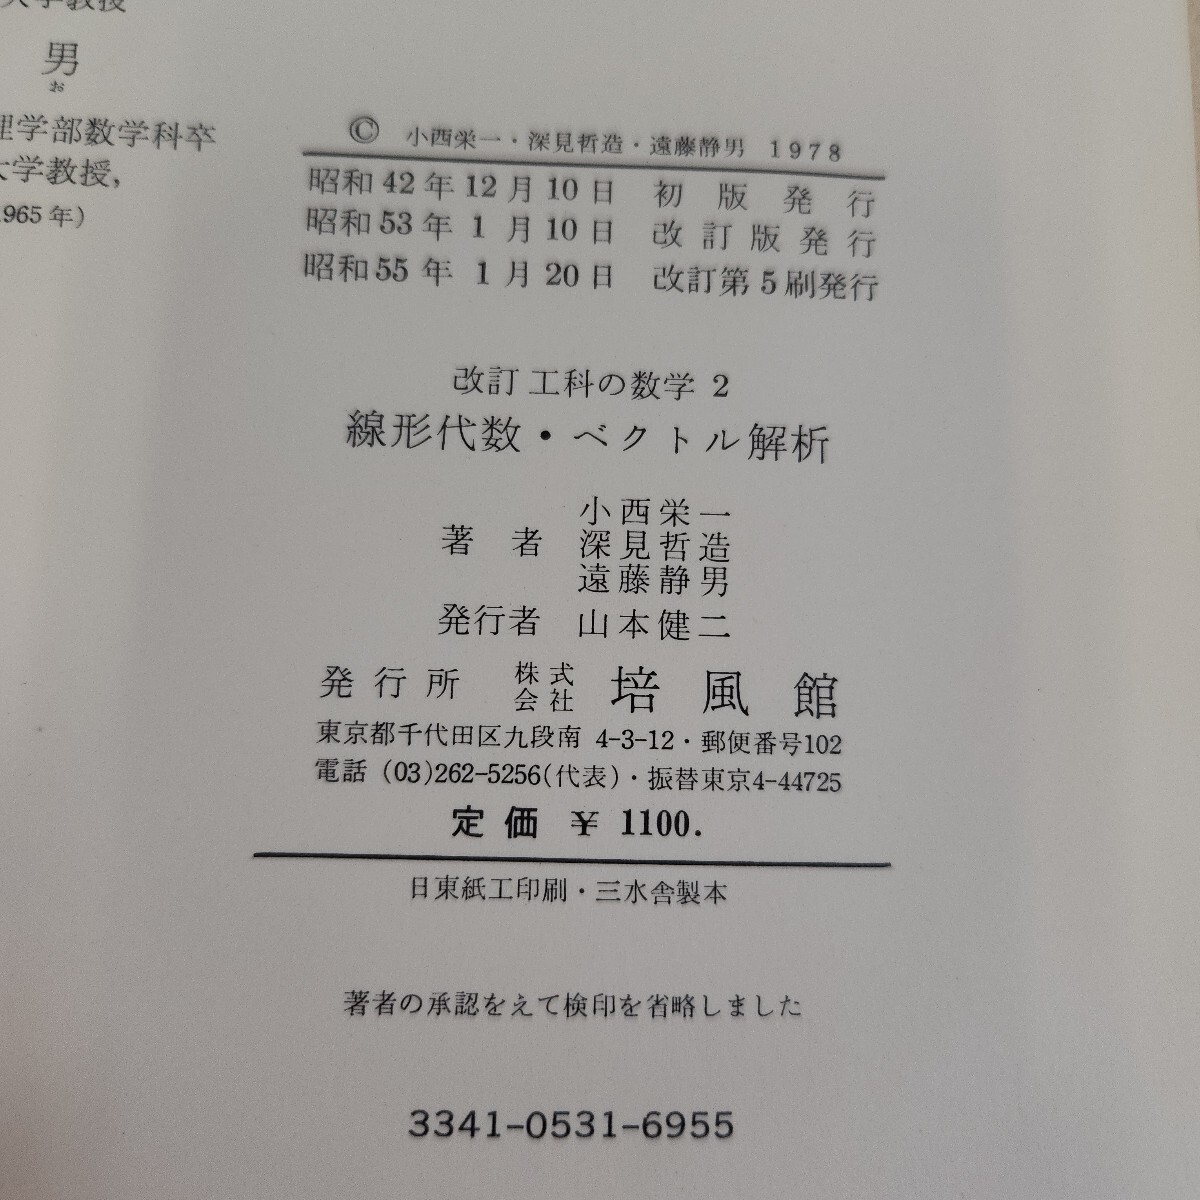 大学教授
男
お
理学部数学科卒
大学教授,
1965年)
© 小西栄一・深見哲造・遠藤静男 1978
昭和42年12月10日 初版発行
昭和53年1月10日 改訂版発行
昭和55年1月20日 改訂第5刷発行
改訂 工科の数学 2
線形代数・ベクトル解析
著者 小西栄一
深見哲造
遠藤静男
発行者 山本健二
発行所 株式会社 培風館
東京都千代田区九段南 4-3-12・郵便番号102
電話 (03)262-5256(代表)・振替東京4-44725
定価 ¥ 1100.
日東紙工印刷・三水舎製本
著者の承認をえて検印を省略しました
3341-0531-6955